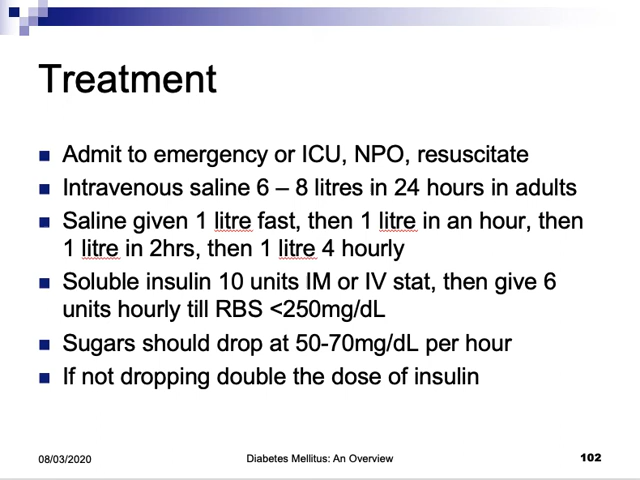 Treatment
Admit to emergency or ICU, NPO, resuscitate
Intravenous saline 6 – 8 litres in 24 hours in adults
Saline given 1 litre fast, then 1 litre in an hour, then
1 litre in 2hrs, then 1 litre 4 hourly
Soluble insulin 10 units IM or IV stat, then give 6
units hourly till RBS <250mg/dL
Sugars should drop at 50-70mg/dL per hour
If not dropping double the dose of insulin
08/03/2020
Diabetes Mellitus: An Overview
102